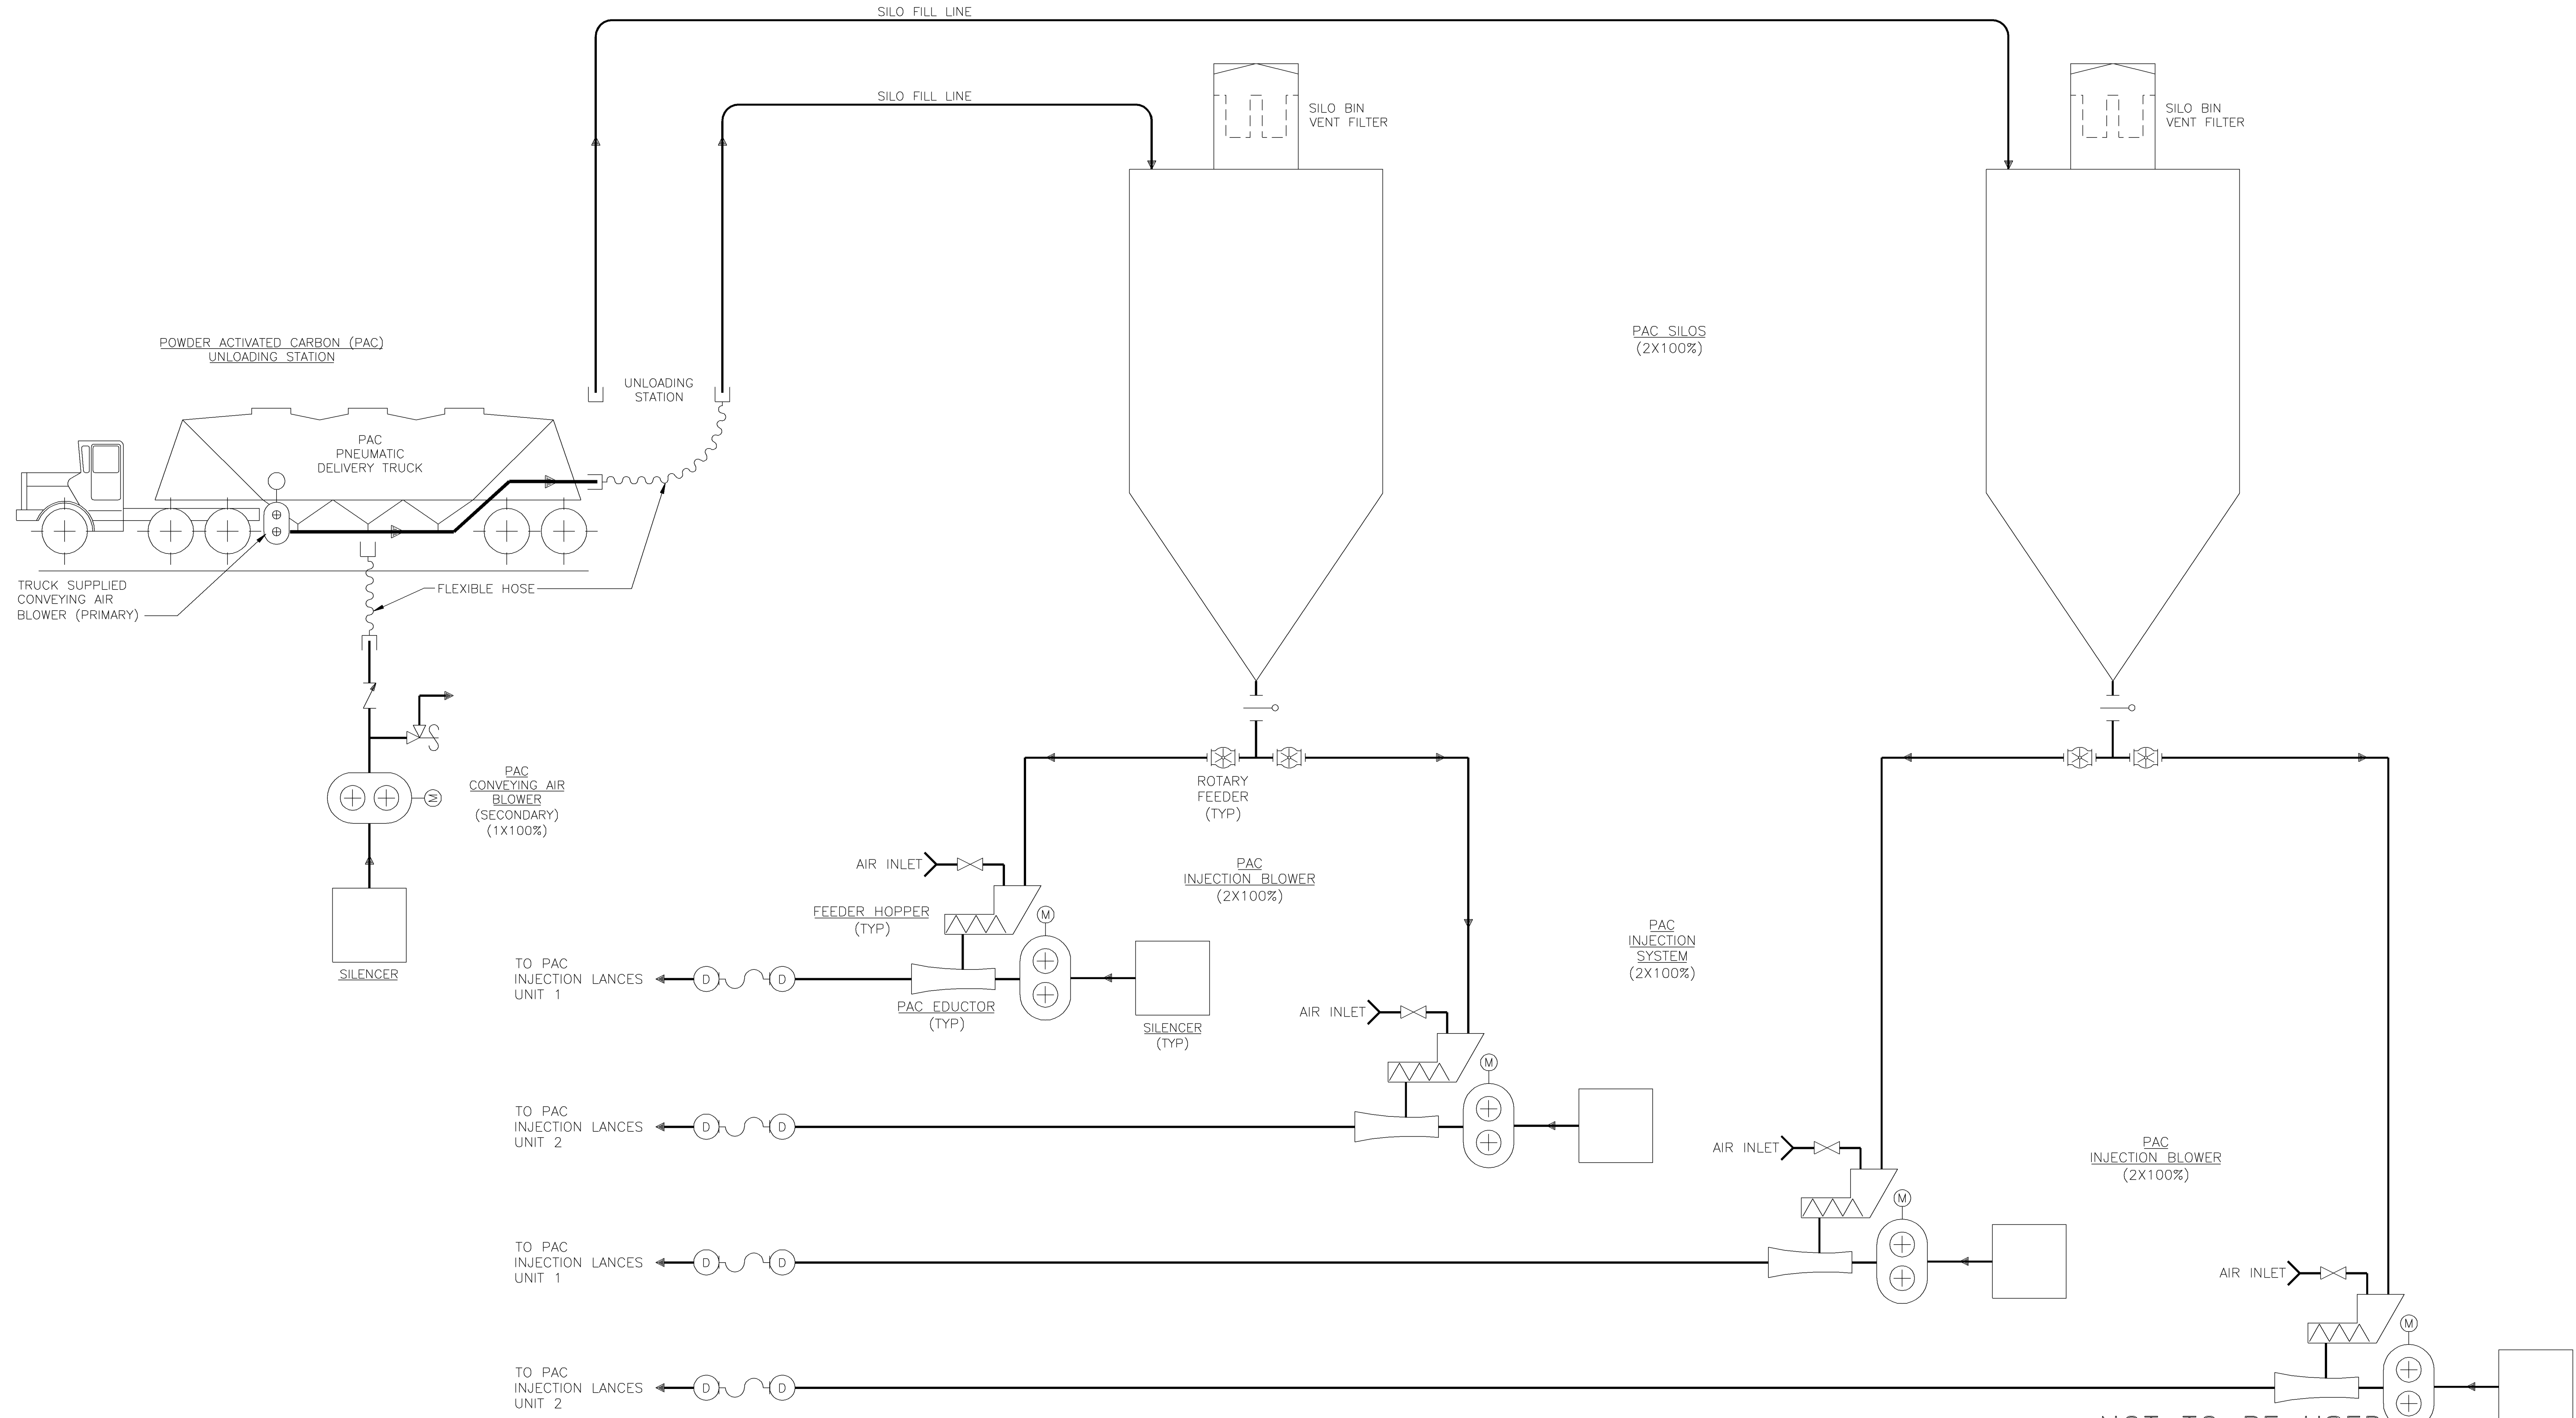 SILO FILL LINE
SILO FILL LINE
SILO BIN
VENT FILTER
SILO BIN
VENT FILTER
POWDER ACTIVATED CARBON (PAC)
UNLOADING STATION
PAC SILOS
(2X100%)
UNLOADING
STATION
PAC
PNEUMATIC
DELIVERY TRUCK
TRUCK SUPPLIED
CONVEYING AIR
BLOWER (PRIMARY)
FLEXIBLE HOSE
PAC
CONVEYING AIR
BLOWER
(SECONDARY)
(1X100%)
M
SILENCER
ROTARY
FEEDER
(TYP)
AIR INLET
PAC
INJECTION BLOWER
(2X100%)
FEEDER HOPPER
(TYP)
M
PAC
INJECTION
SYSTEM
(2X100%)
TO PAC
INJECTION LANCES
UNIT 1
D
D
PAC EDUCTOR
(TYP)
SILENCER
(TYP)
AIR INLET
M
TO PAC
INJECTION LANCES
UNIT 2
D
D
AIR INLET
PAC
INJECTION BLOWER
(2X100%)
M
TO PAC
INJECTION LANCES
UNIT 1
D
D
AIR INLET
M
TO PAC
INJECTION LANCES
UNIT 2
D
D
NOT TO BE USED